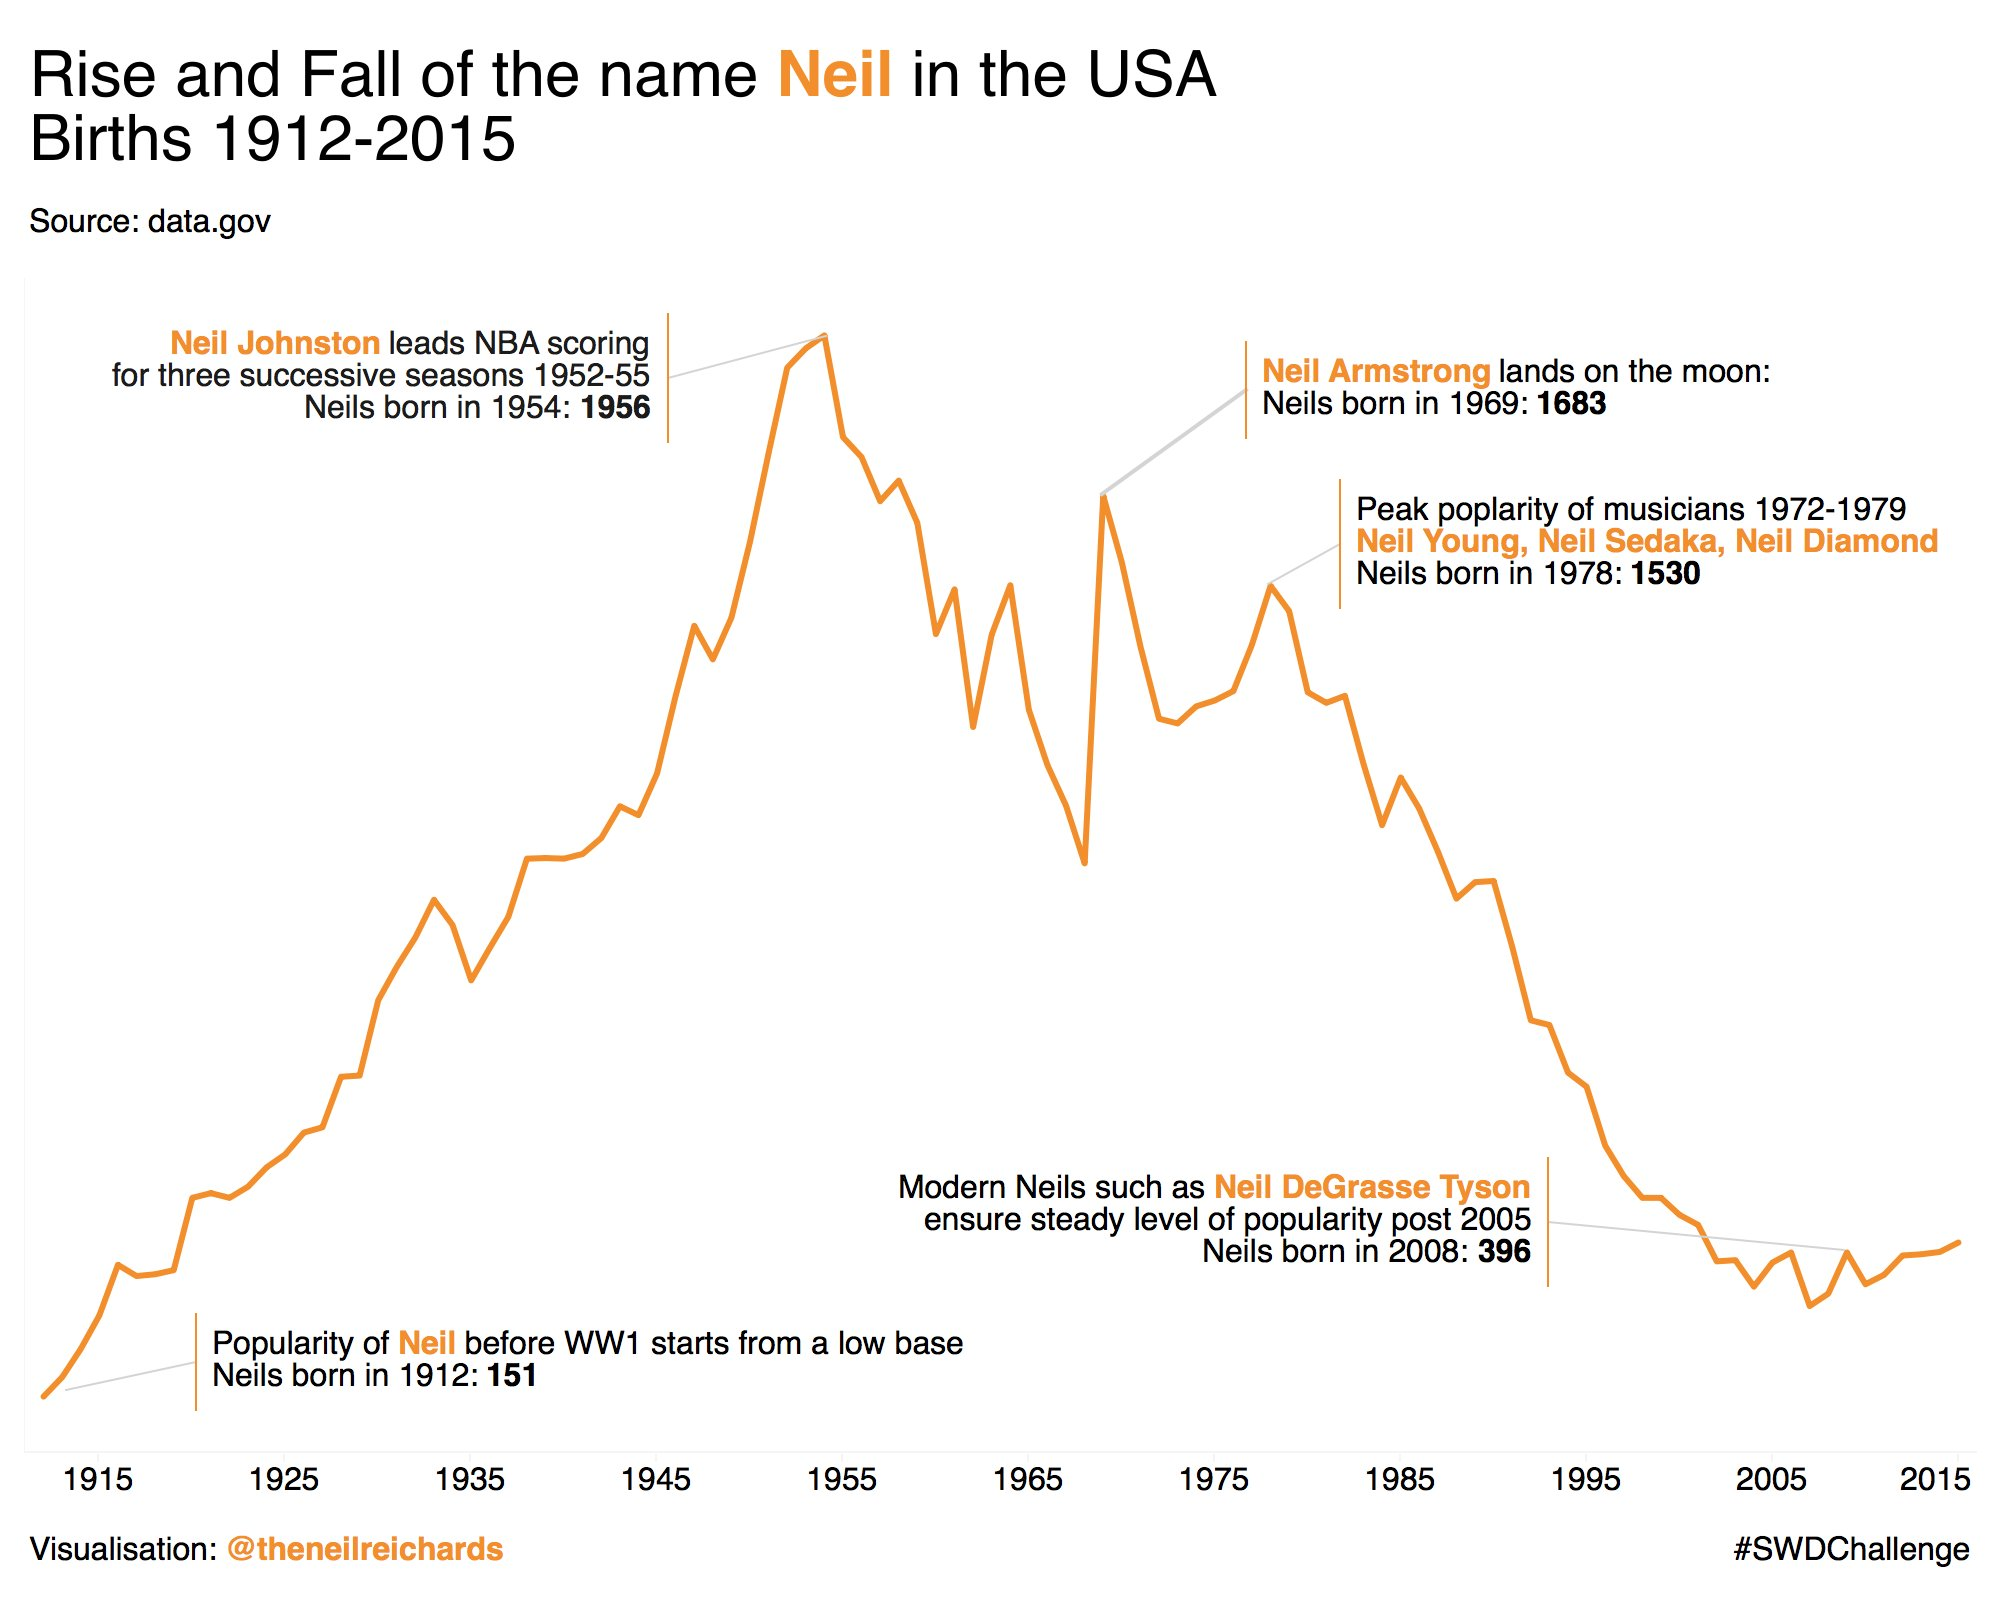 Rise and Fall of the name Neil in the USA
Births 1912-2015
Source: data.gov
Neil Johnston leads NBA scoring
for three successive seasons 1952-55
Neils born in 1954: 1956
Neil Armstrong lands on the moon:
Neils born in 1969: 1683
Peak poplarity of musicians 1972-1979
Neil Young, Neil Sedaka, Neil Diamond
Neils born in 1978: 1530
Modern Neils such as Neil DeGrasse Tyson
ensure steady level of popularity post 2005
Neils born in 2008: 396
Popularity of Neil before WW1 starts from a low base
Neils born in 1912: 151
1915 1925 1935 1945 1955 1965 1975 1985 1995 2005 2015
Visualisation: @theneilreichards
#SWDChallenge